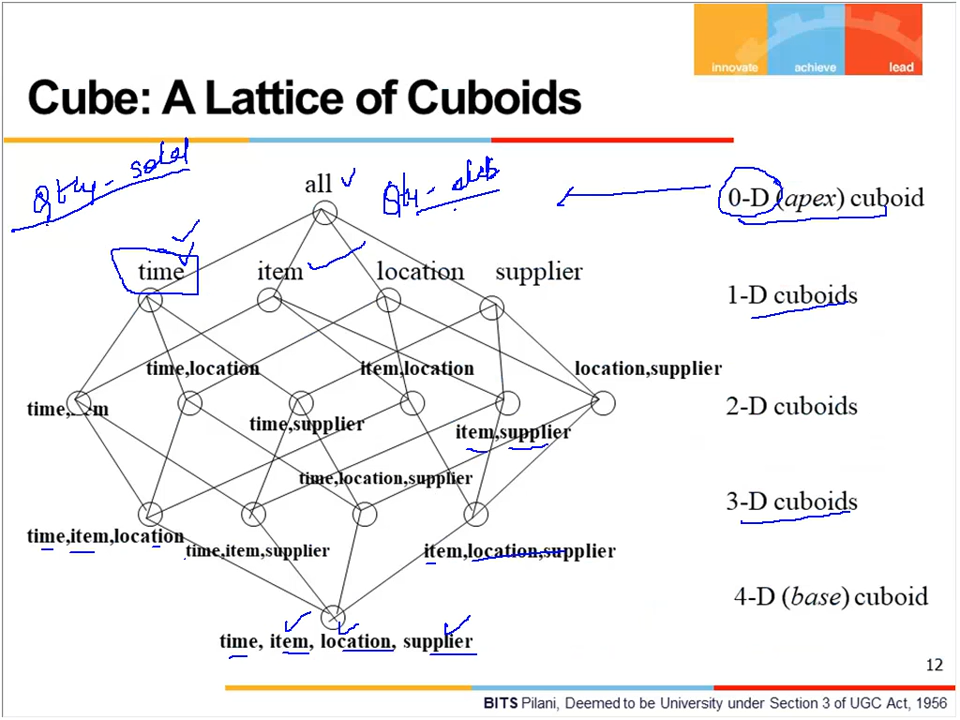 innovate achieve lead
Cube: A Lattice of Cuboids
Qty - sold
all
Qty -
0-D (apex) cuboid
time item location supplier
1-D cuboids
time,location item,location location,supplier
time,item
2-D cuboids
time,supplier
item,supplier
time,location,supplier
3-D cuboids
time,item,location
time,item,supplier
item,location,supplier
4-D (base) cuboid
time, item, location, supplier
12
BITS Pilani, Deemed to be University under Section 3 of UGC Act, 1956